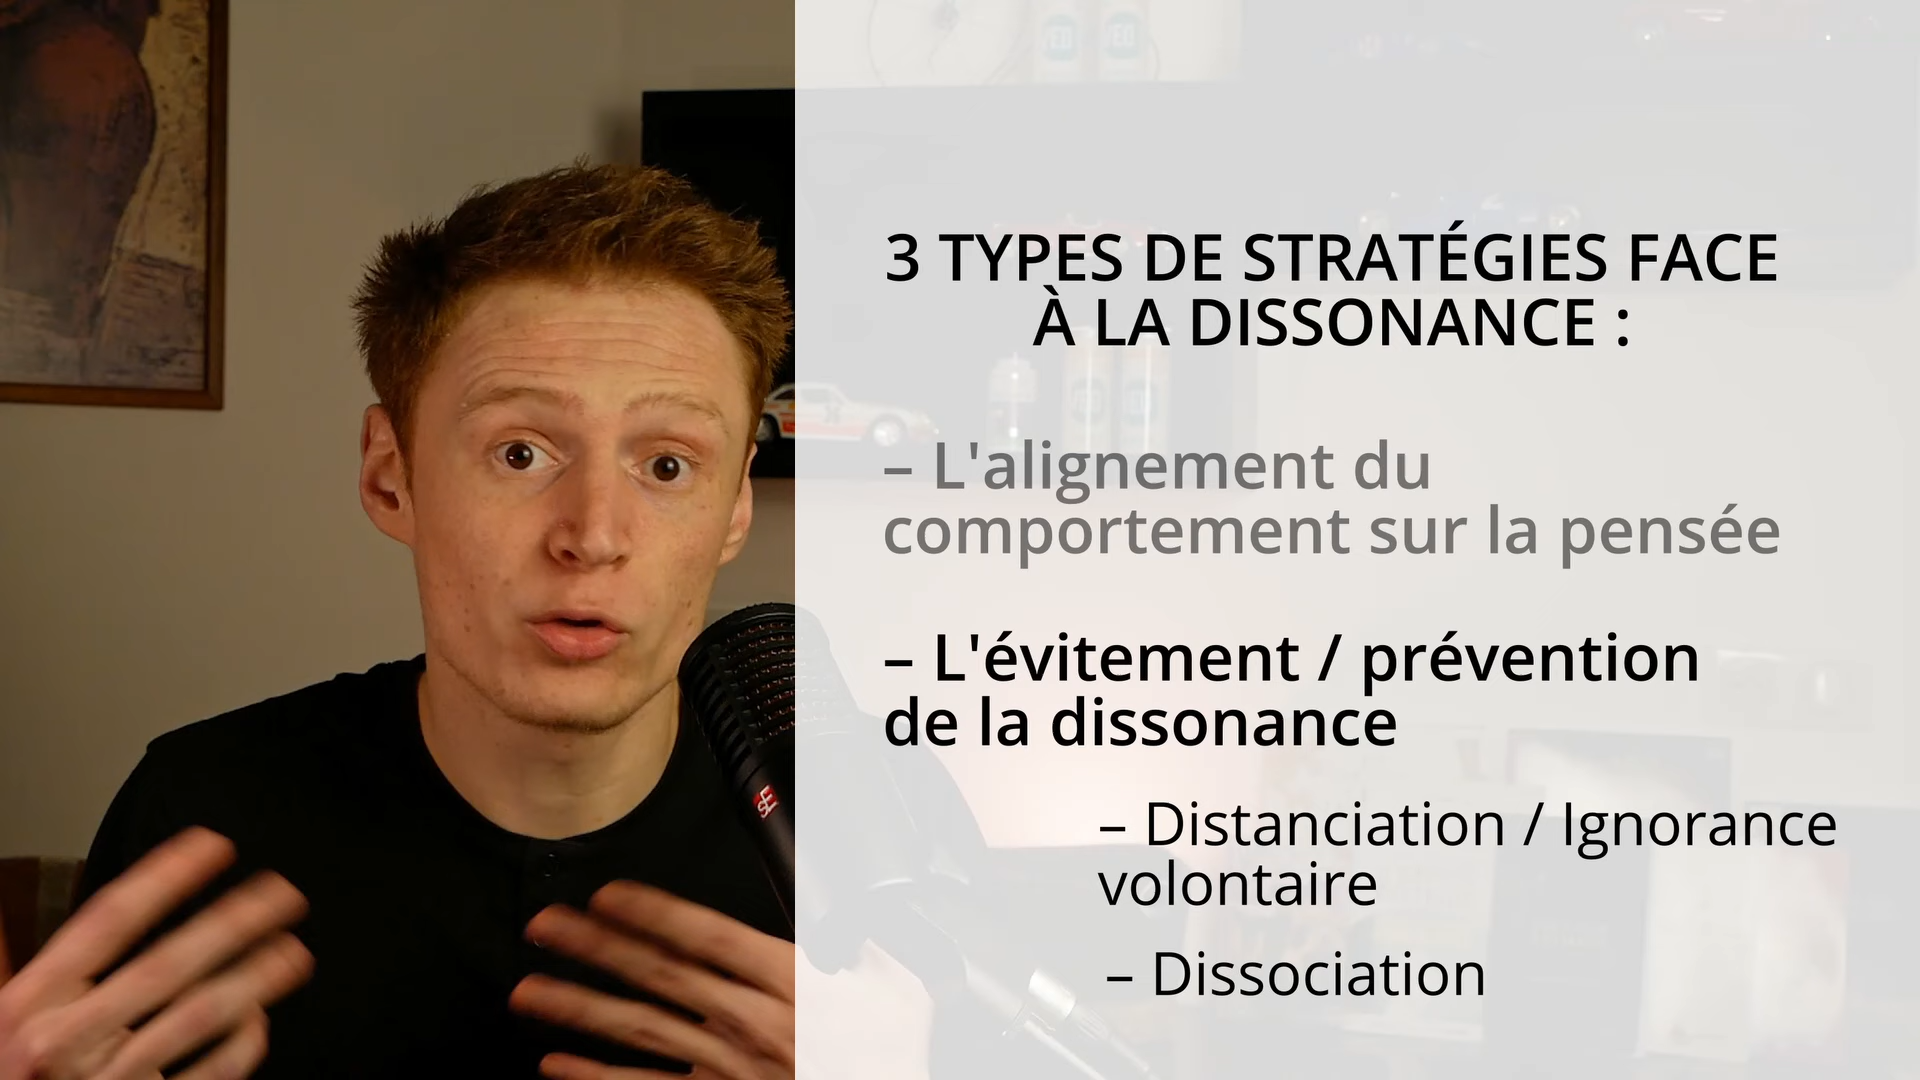 3 TYPES DE STRATÉGIES FACE
À LA DISSONANCE :
– L'alignement du
comportement sur la pensée
– L'évitement / prévention
de la dissonance
– Distanciation / Ignorance
volontaire
– Dissociation
sE